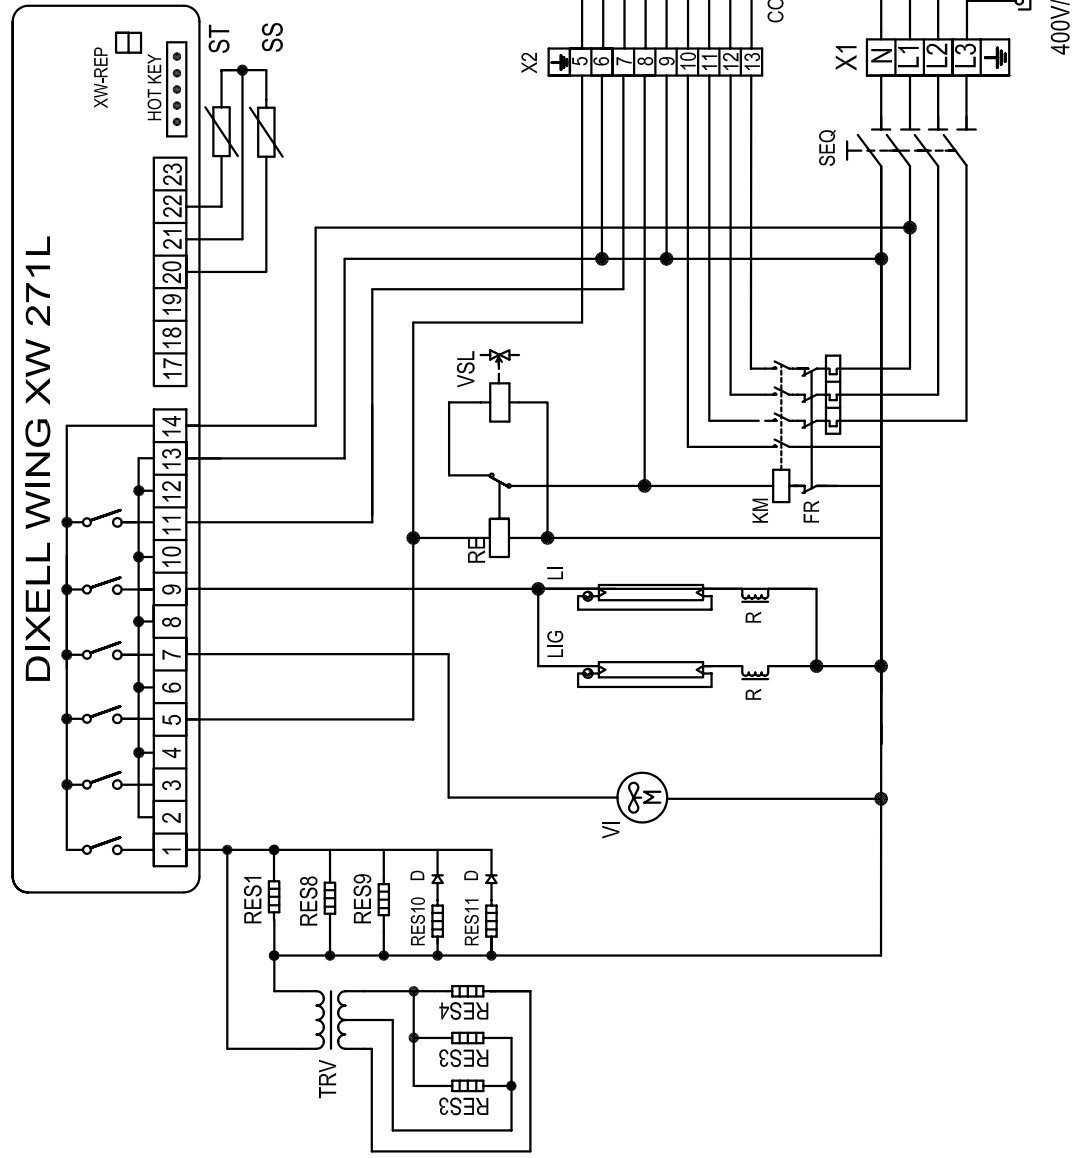 DIXELL WING XW 271L
XW-REP
HOT KEY
ST
SS
23
22
21
20
19
18
17
14
13
12
11
10
9
8
7
6
5
4
3
2
1
X2
5
6
7
8
9
10
11
12
13
CC
X1
N
L1
L2
L3
400V/
SEQ
VSL
RE
KM
FR
LI
R
LIG
R
VI
M
RES1
RES8
RES9
RES10
D
RES11
D
TRV
RES4
RES3
RES3